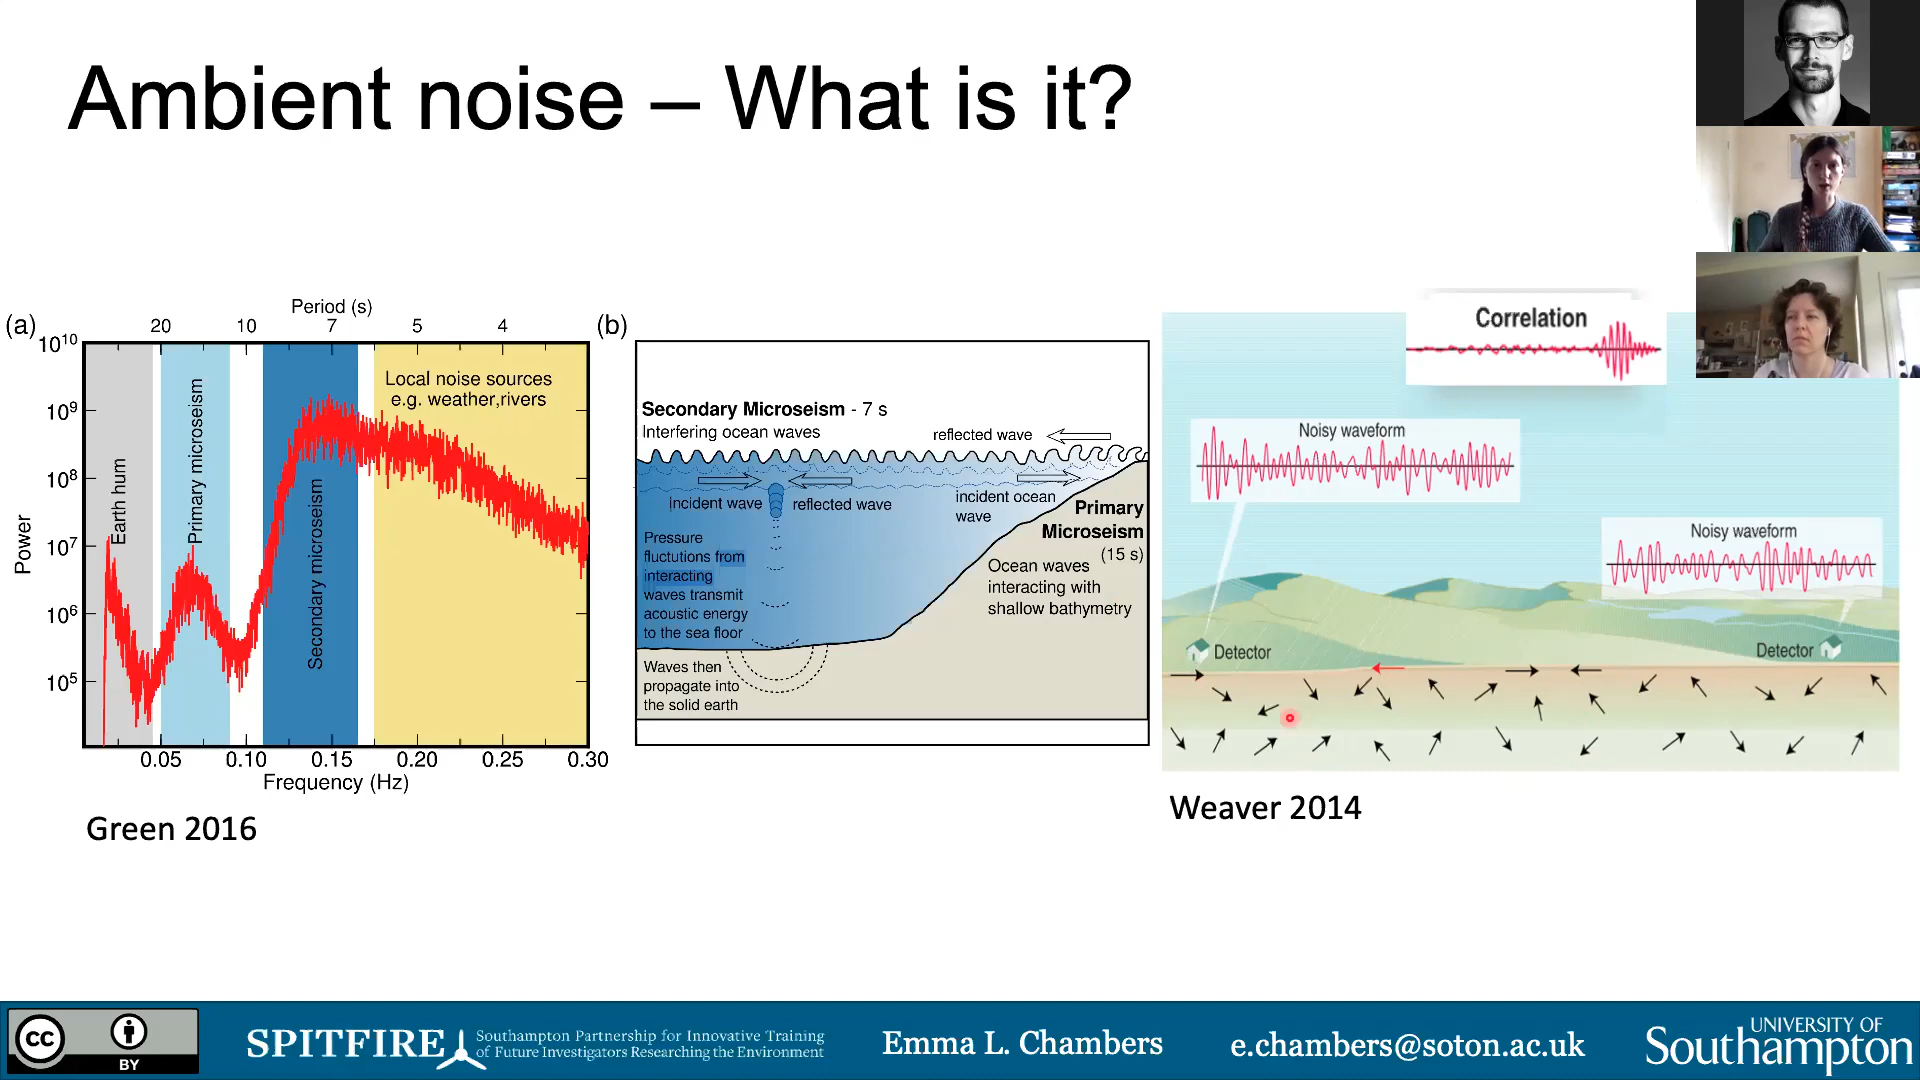 Ambient noise – What is it?
(a)
Period (s)
20 10 7 5 4
10^10
10^9
10^8
10^7
10^6
10^5
Power
Earth hum
Primary microseism
Secondary microseism
Local noise sources
e.g. weather,rivers
0.05 0.10 0.15 0.20 0.25 0.30
Frequency (Hz)
Green 2016
(b)
Secondary Microseism - 7 s
Interfering ocean waves
reflected wave
incident wave
reflected wave
incident ocean
wave
Pressure
fluctutions from
interacting
waves transmit
acoustic energy
to the sea floor
Primary
Microseism
(15 s)
Ocean waves
interacting with
shallow bathymetry
Waves then
propagate into
the solid earth
Correlation
Noisy waveform
Noisy waveform
Detector
Detector
Weaver 2014
CC
BY
SPITFIRE
Southampton Partnership for Innovative Training
of Future Investigators Researching the Environment
Emma L. Chambers
e.chambers@soton.ac.uk
UNIVERSITY OF
Southampton